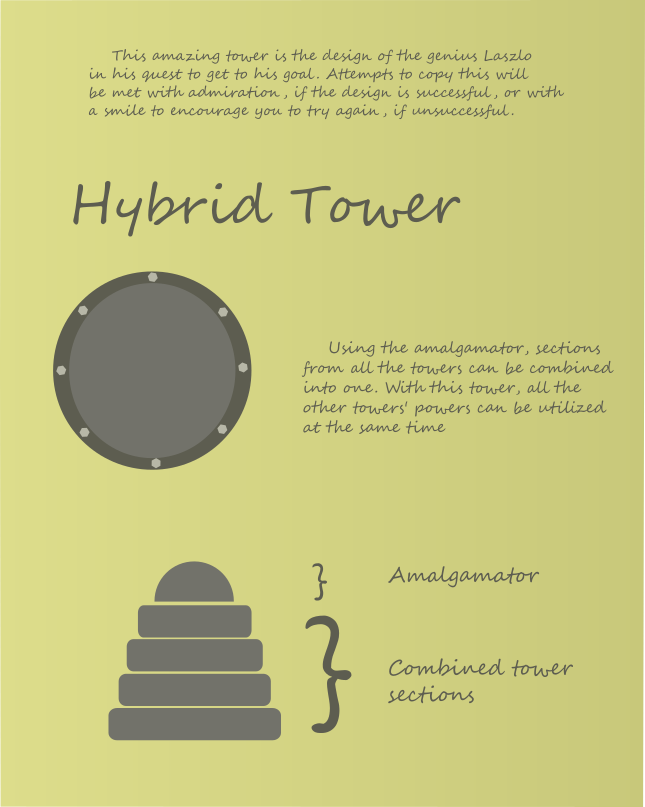 This amazing tower is the design of the genius Laszlo
in his quest to get to his goal. Attempts to copy this will
be met with admiration, if the design is successful, or with
a smile to encourage you to try again, if unsuccessful.
Hybrid Tower
Using the amalgamator, sections
from all the towers can be combined
into one. With this tower, all the
other towers' powers can be utilized
at the same time
} Amalgamator
} Combined tower
sections